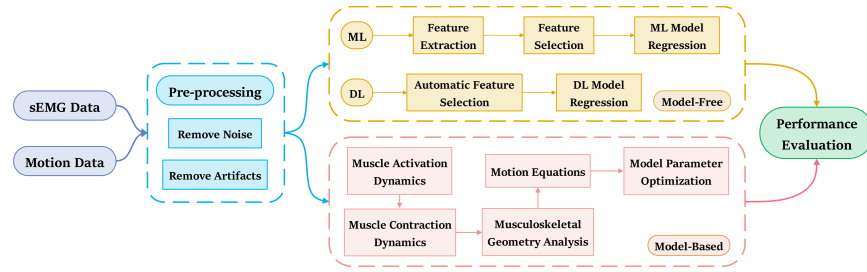 sEMG Data
Motion Data
Pre-processing
Remove Noise
Remove Artifacts
ML
Feature
Extraction
Feature
Selection
ML Model
Regression
DL
Automatic Feature
Selection
DL Model
Regression
Model-Free
Muscle Activation
Dynamics
Muscle Contraction
Dynamics
Musculoskeletal
Geometry Analysis
Motion Equations
Model Parameter
Optimization
Model-Based
Performance
Evaluation